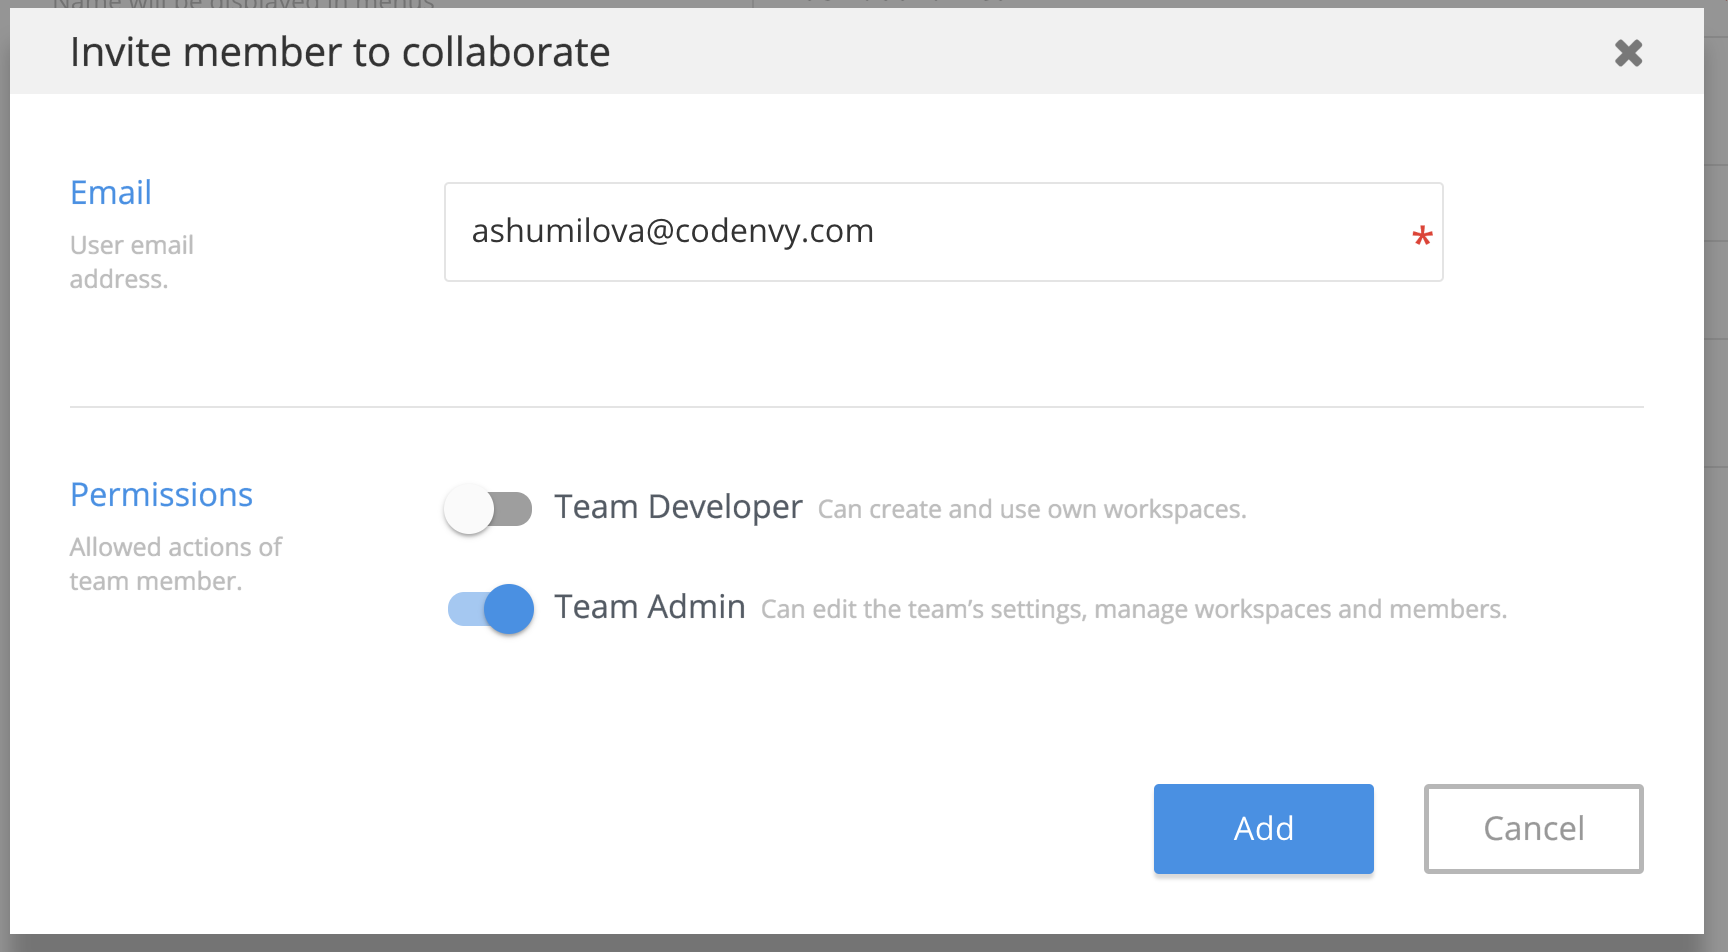 Name will be displayed in menus
Invite member to collaborate
Email
User email
address.
ashumilova@codenvy.com
*
Permissions
Allowed actions of
team member.
Team Developer Can create and use own workspaces.
Team Admin Can edit the team's settings, manage workspaces and members.
Add
Cancel